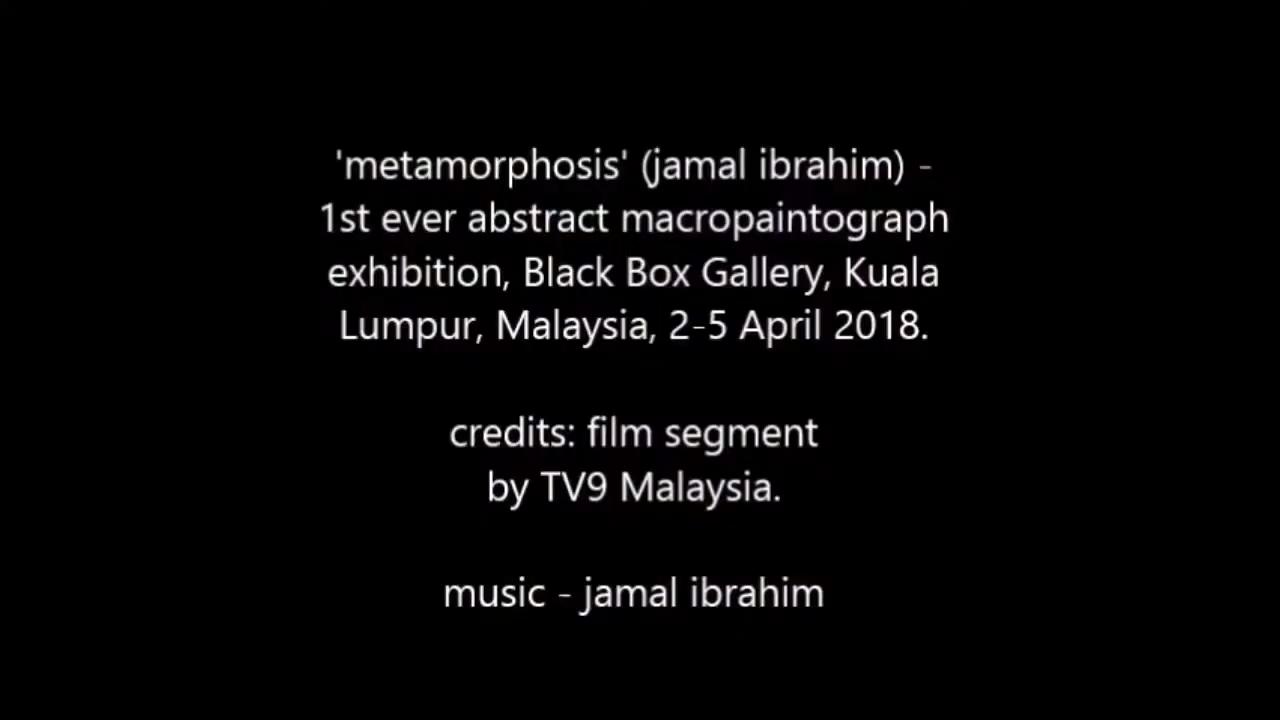 'metamorphosis' (jamal ibrahim) -
1st ever abstract macropaintograph
exhibition, Black Box Gallery, Kuala
Lumpur, Malaysia, 2-5 April 2018.
credits: film segment
by TV9 Malaysia.
music - jamal ibrahim